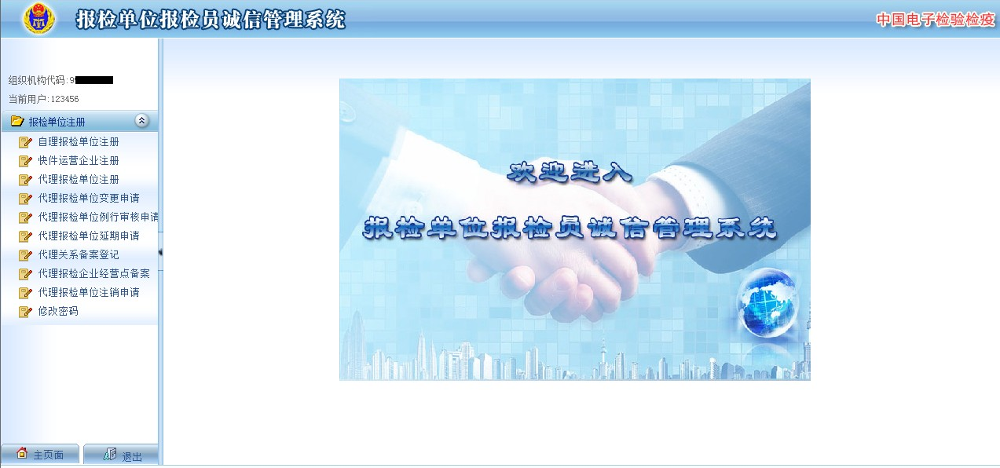 报检单位报检员诚信管理系统
中国电子检验检疫
组织机构代码:9
当前用户:123456
报检单位注册
自理报检单位注册
快件运营企业注册
代理报检单位注册
代理报检单位变更申请
代理报检单位例行审核申请
代理报检单位延期申请
代理关系备案登记
代理报检企业经营点备案
代理报检单位注销申请
修改密码
欢迎进入
报检单位报检员诚信管理系统
主页面
退出